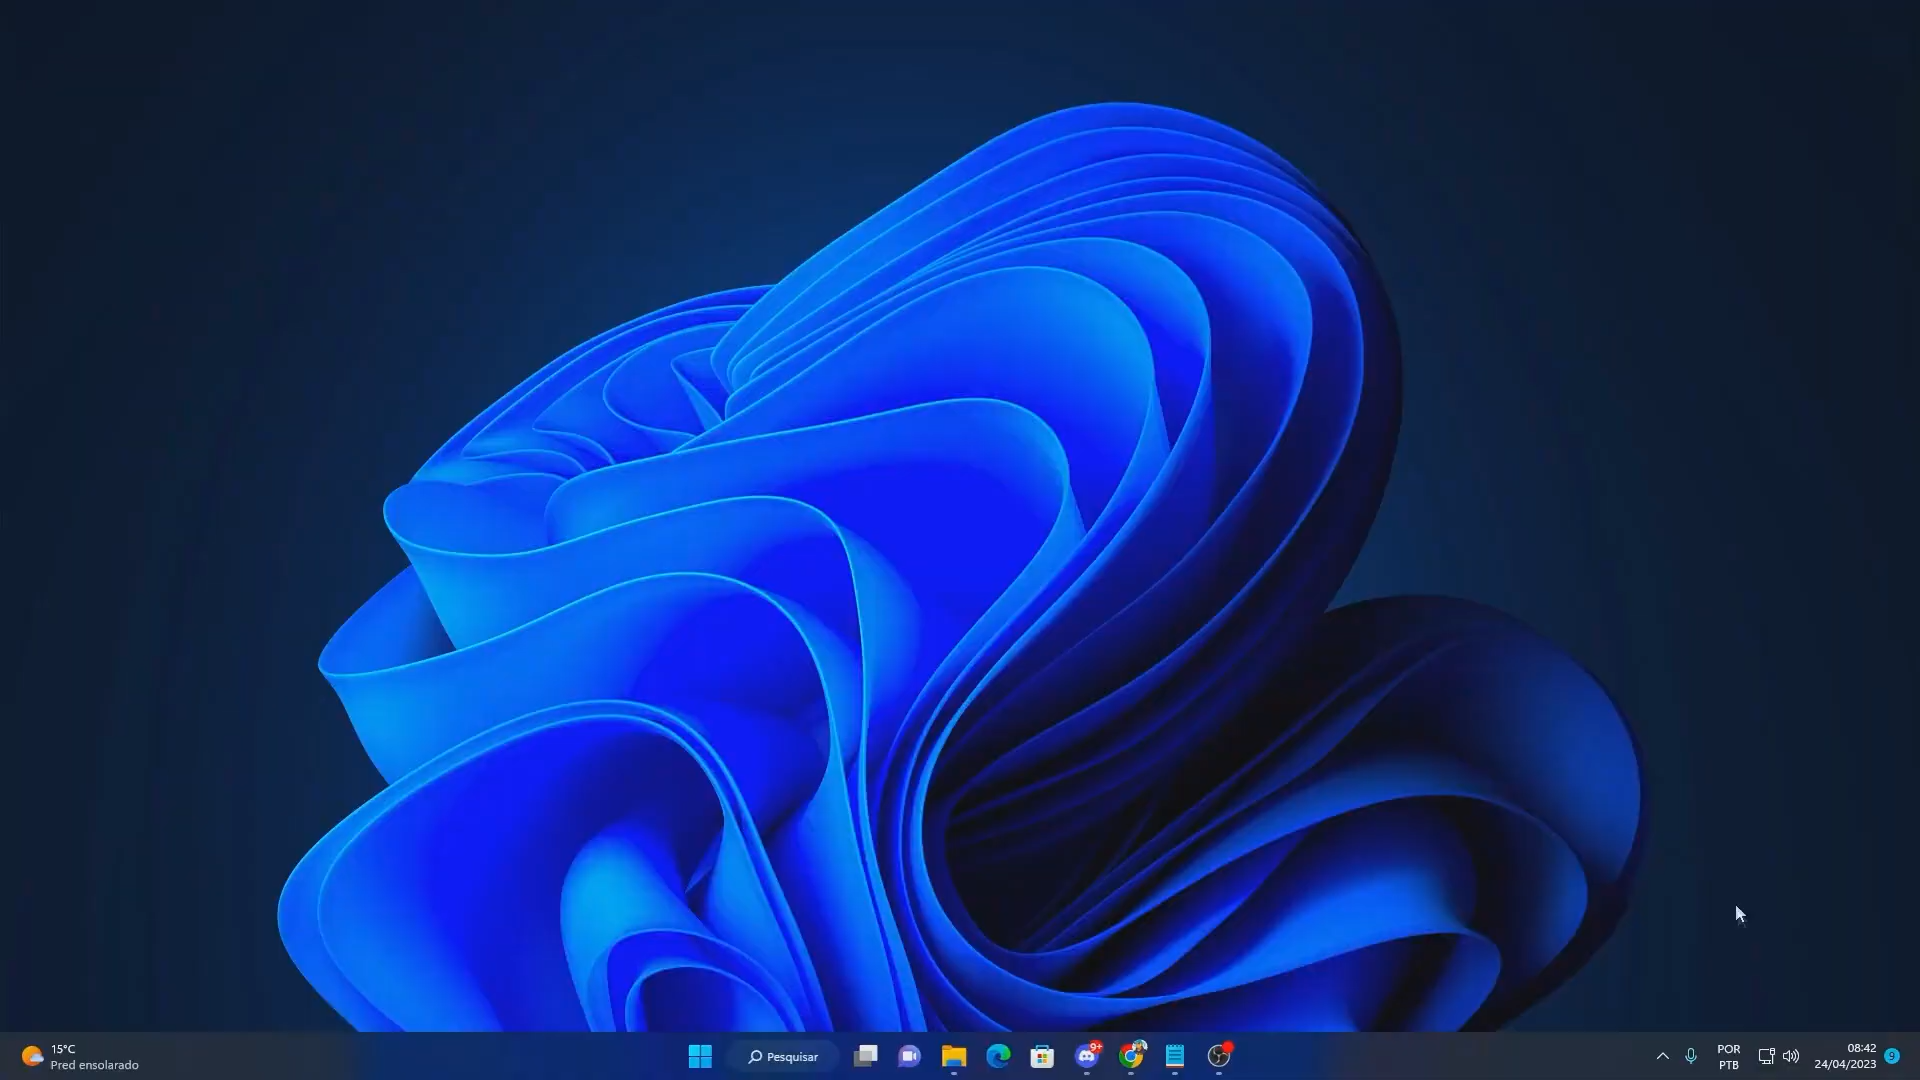 15°C
Pred ensolarado
Pesquisar
9+
POR
PTB
08:42
24/04/2023
9